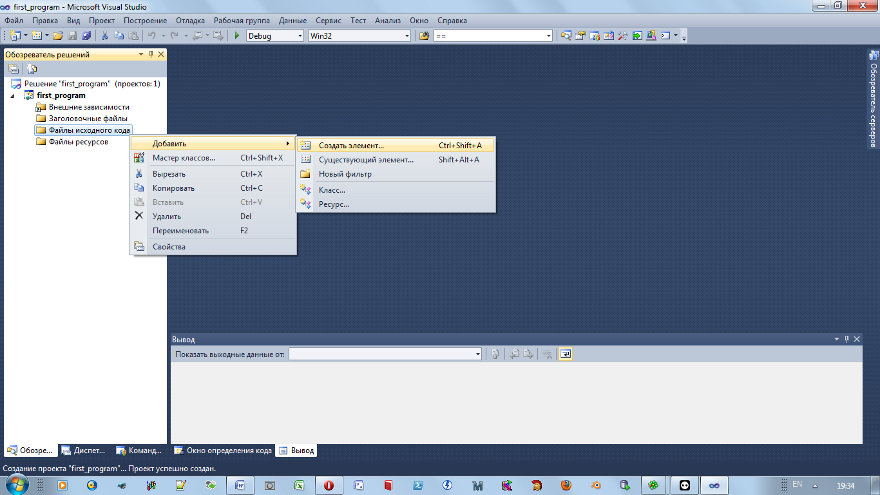 first_program - Microsoft Visual Studio
Файл Правка Вид Проект Построение Отладка Рабочая группа Данные Сервис Тест Анализ Окно Справка
Debug Win32 ==
Обозреватель решений
Решение "first_program" (проектов: 1)
first_program
Внешние зависимости
Заголовочные файлы
Файлы исходного кода
Файлы ресурсов
Добавить
Мастер классов... Ctrl+Shift+X
Вырезать Ctrl+X
Копировать Ctrl+C
Вставить Ctrl+V
Удалить Del
Переименовать F2
Свойства
Создать элемент... Ctrl+Shift+A
Существующий элемент... Shift+Alt+A
Новый фильтр
Класс...
Ресурс...
Обозреватель серверов
Вывод
Показать выходные данные от:
Обозре... Диспет... Команд... Окно определения кода Вывод
Создание проекта "first_program"... Проект успешно создан.
EN 19:34